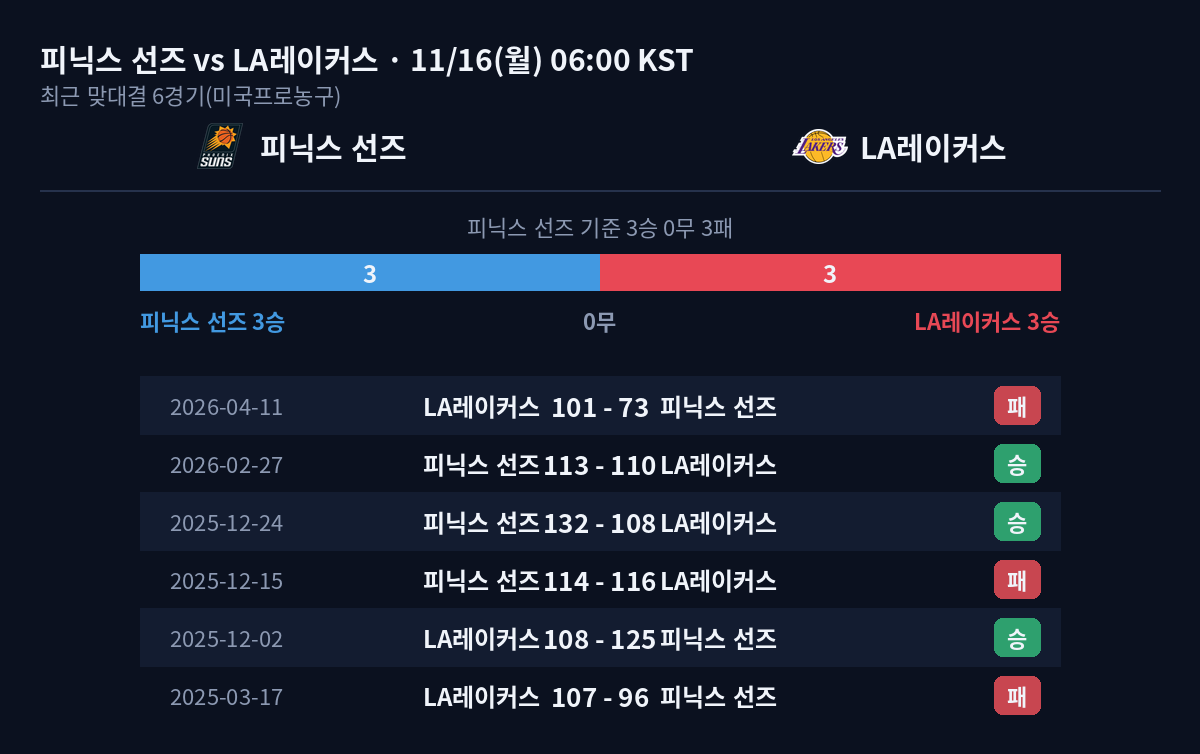 피닉스 선즈 vs LA레이커스 · 11/16(월) 06:00 KST
최근 맞대결 6경기(미국프로농구)
PHOENIX
SUNS
피닉스 선즈
LOS ANGELES
LAKERS
LA레이커스
피닉스 선즈 기준 3승 0무 3패
3 3
피닉스 선즈 3승 0무 LA레이커스 3승
2026-04-11 LA레이커스 101 - 73 피닉스 선즈 패
2026-02-27 피닉스 선즈 113 - 110 LA레이커스 승
2025-12-24 피닉스 선즈 132 - 108 LA레이커스 승
2025-12-15 피닉스 선즈 114 - 116 LA레이커스 패
2025-12-02 LA레이커스 108 - 125 피닉스 선즈 승
2025-03-17 LA레이커스 107 - 96 피닉스 선즈 패